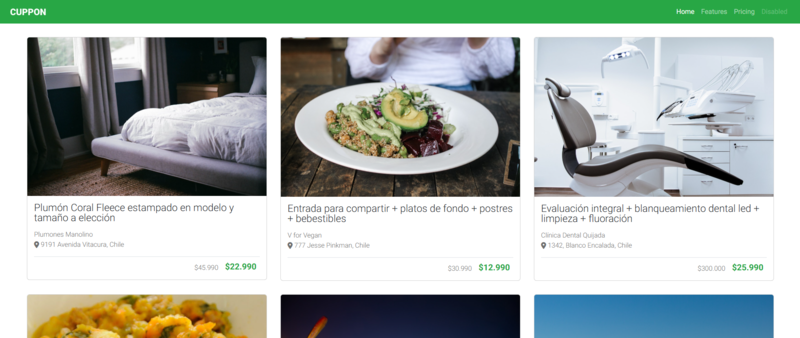 CUPPON
Home Features Pricing Disabled
Plumón Coral Fleece estampado en modelo y
tamaño a elección
Plumones Manolino
9191 Avenida Vitacura, Chile
$45.990 $22.990
Entrada para compartir + platos de fondo + postres
+ bebestibles
V for Vegan
777 Jesse Pinkman, Chile
$30.990 $12.990
Evaluación integral + blanqueamiento dental led +
limpieza + fluoración
Clínica Dental Quijada
1342, Blanco Encalada, Chile
$300.000 $25.990